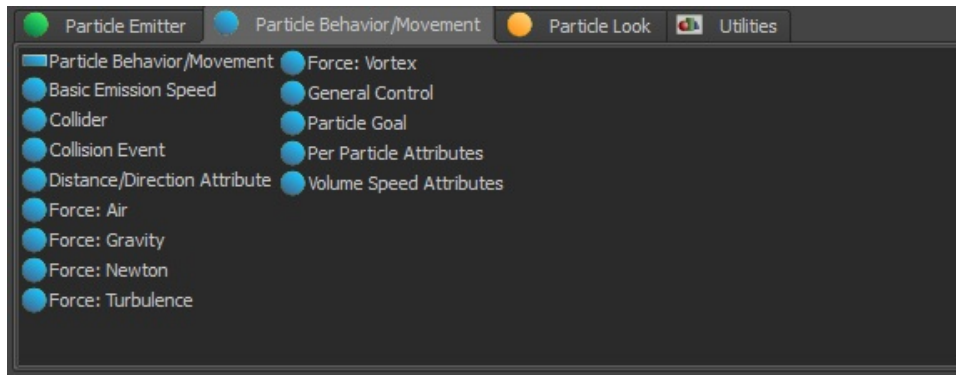 Particle Emitter
Particle Behavior/Movement
Particle Look
Utilities
Particle Behavior/Movement
Basic Emission Speed
Collider
Collision Event
Distance/Direction Attribute
Force: Air
Force: Gravity
Force: Newton
Force: Turbulence
Force: Vortex
General Control
Particle Goal
Per Particle Attributes
Volume Speed Attributes